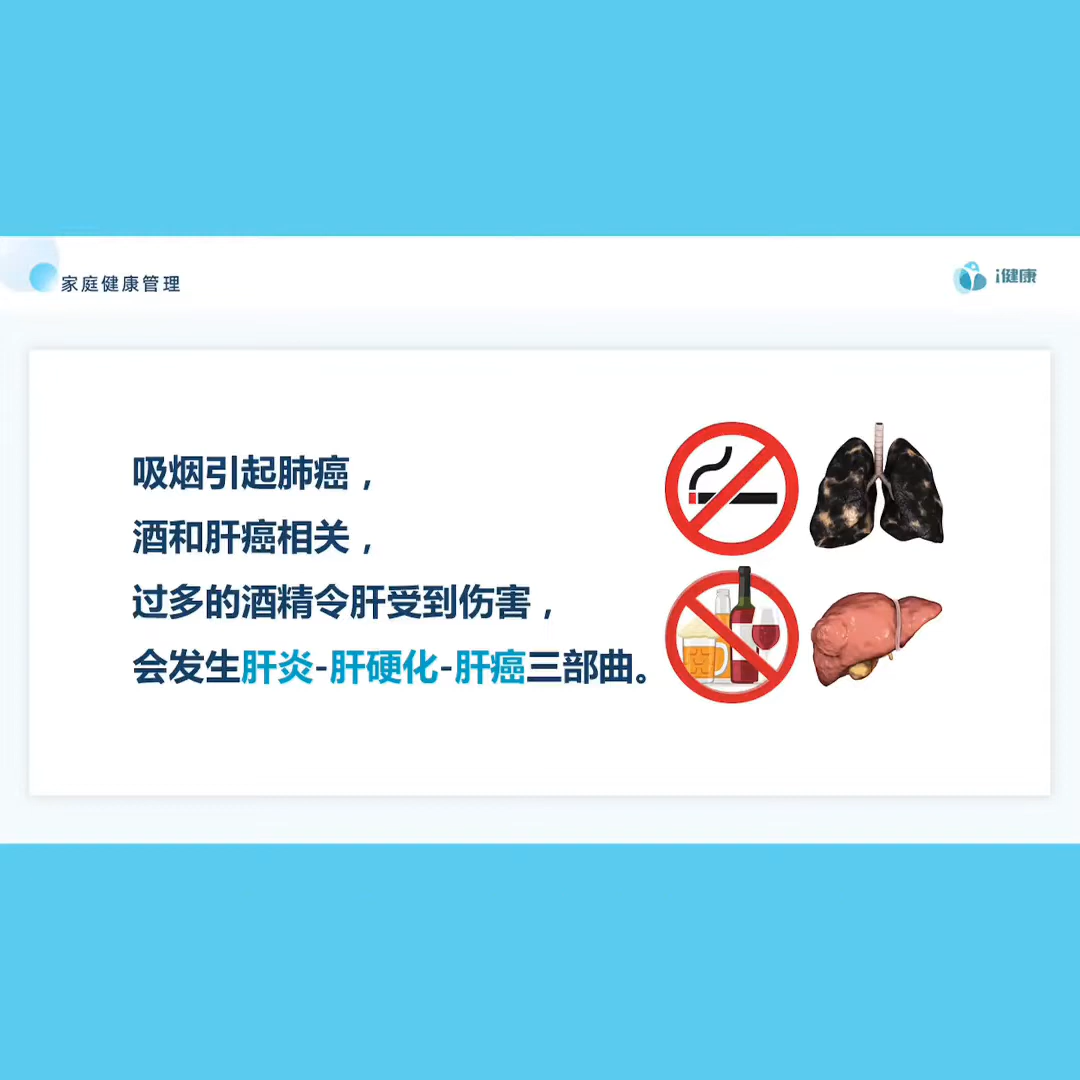 家庭健康管理
i健康
吸烟引起肺癌，
酒和肝癌相关，
过多的酒精令肝受到伤害，
会发生肝炎-肝硬化-肝癌三部曲。